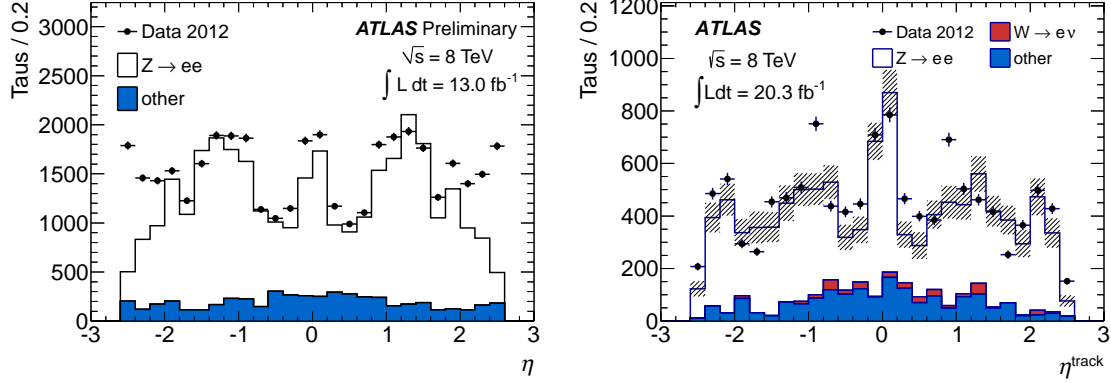 Taus / 0.2
3000
2500
2000
1500
1000
500
0
Data 2012
Z → ee
other
ATLAS Preliminary
√s = 8 TeV
∫ L dt = 13.0 fb⁻¹
-3 -2 -1 0 1 2 3
η
Taus / 0.2
1200
1000
800
600
400
200
0
ATLAS
√s = 8 TeV
∫Ldt = 20.3 fb⁻¹
Data 2012 W → e ν
Z → e e other
-3 -2 -1 0 1 2 3
η^track